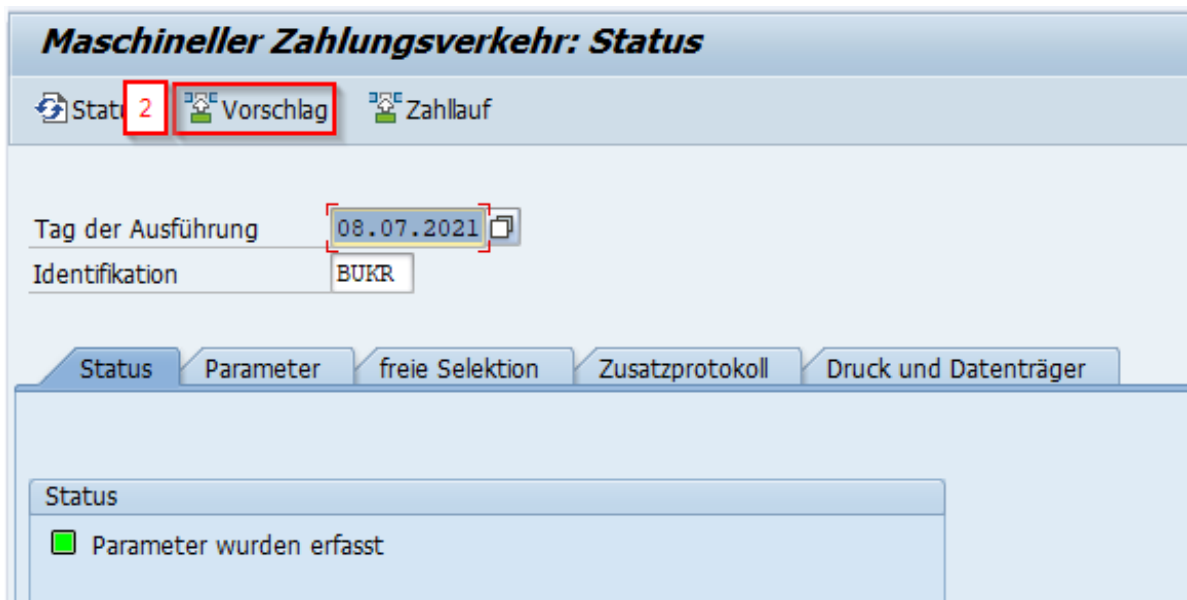 Maschineller Zahlungsverkehr: Status
2 Vorschlag Zahllauf
Tag der Ausführung 08.07.2021
Identifikation BUKR
Status Parameter freie Selektion Zusatzprotokoll Druck und Datenträger
Status
Parameter wurden erfasst